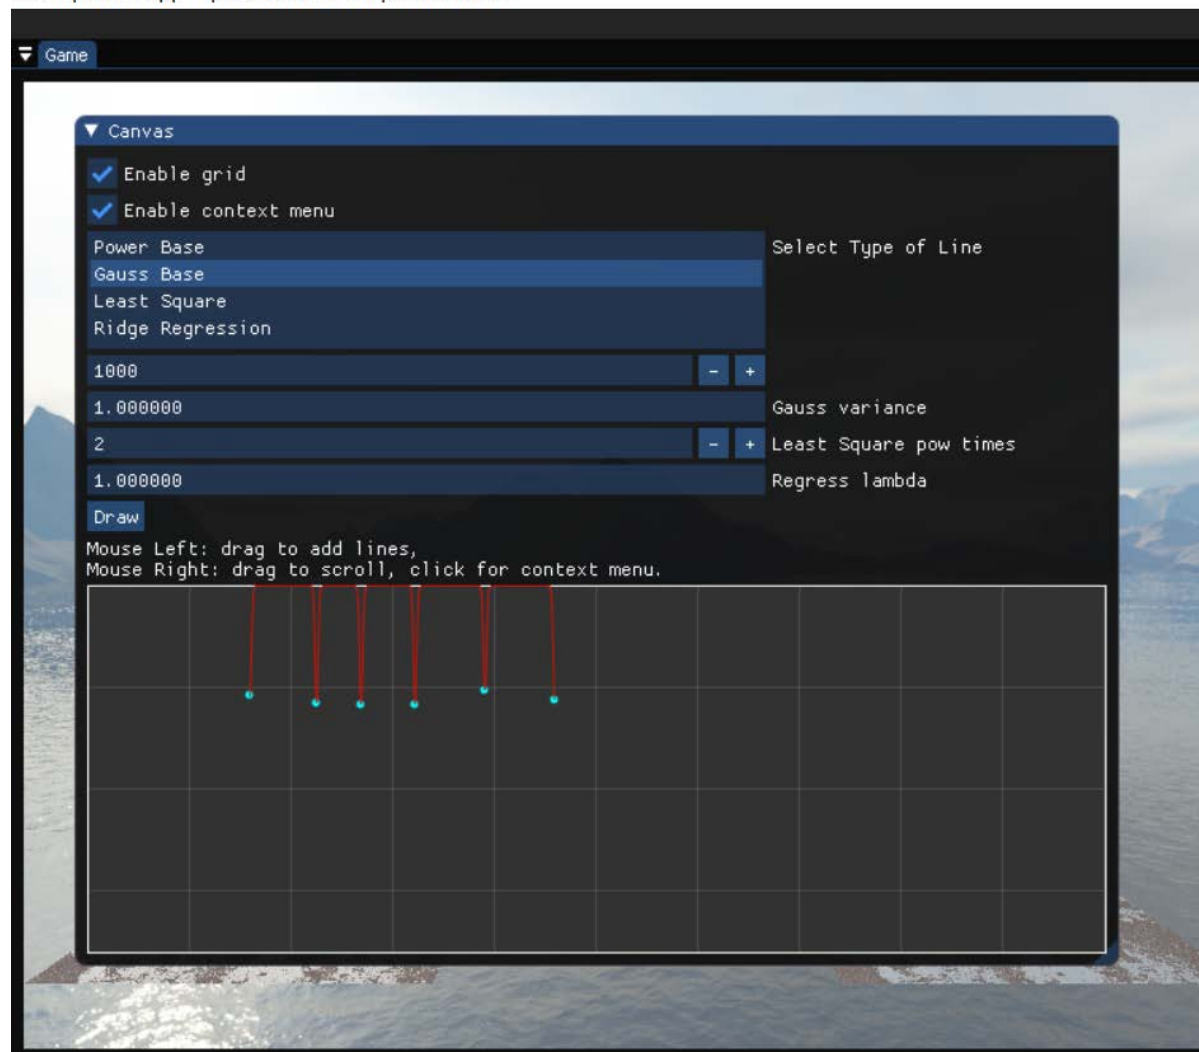 Game
Canvas
Enable grid
Enable context menu
Power Base
Select Type of Line
Gauss Base
Least Square
Ridge Regression
1000 - +
1.000000 Gauss variance
2 - + Least Square pow times
1.000000 Regress lambda
Draw
Mouse Left: drag to add lines,
Mouse Right: drag to scroll, click for context menu.